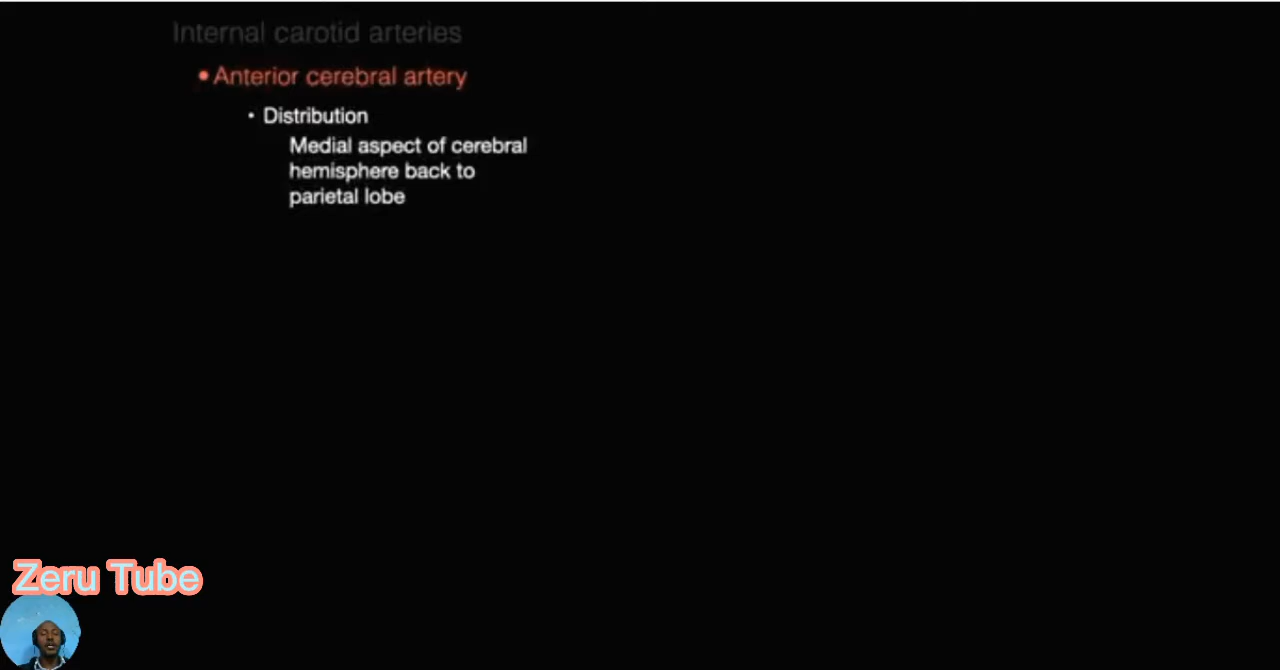 Internal carotid arteries
• Anterior cerebral artery
• Distribution
Medial aspect of cerebral
hemisphere back to
parietal lobe
Zeru Tube